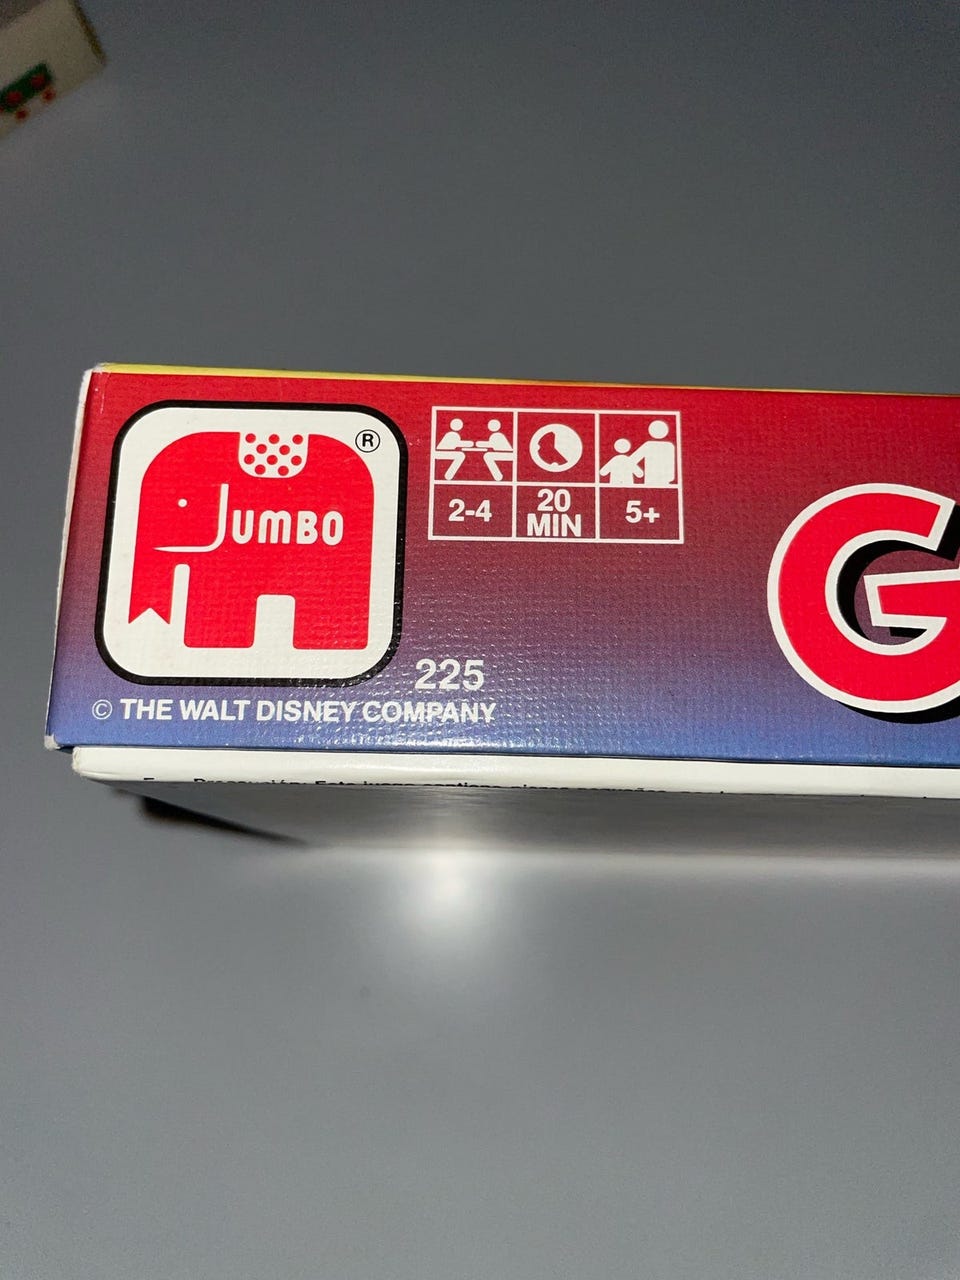 JUMBO ®
2-4
20
MIN
5+
G
225
© THE WALT DISNEY COMPANY